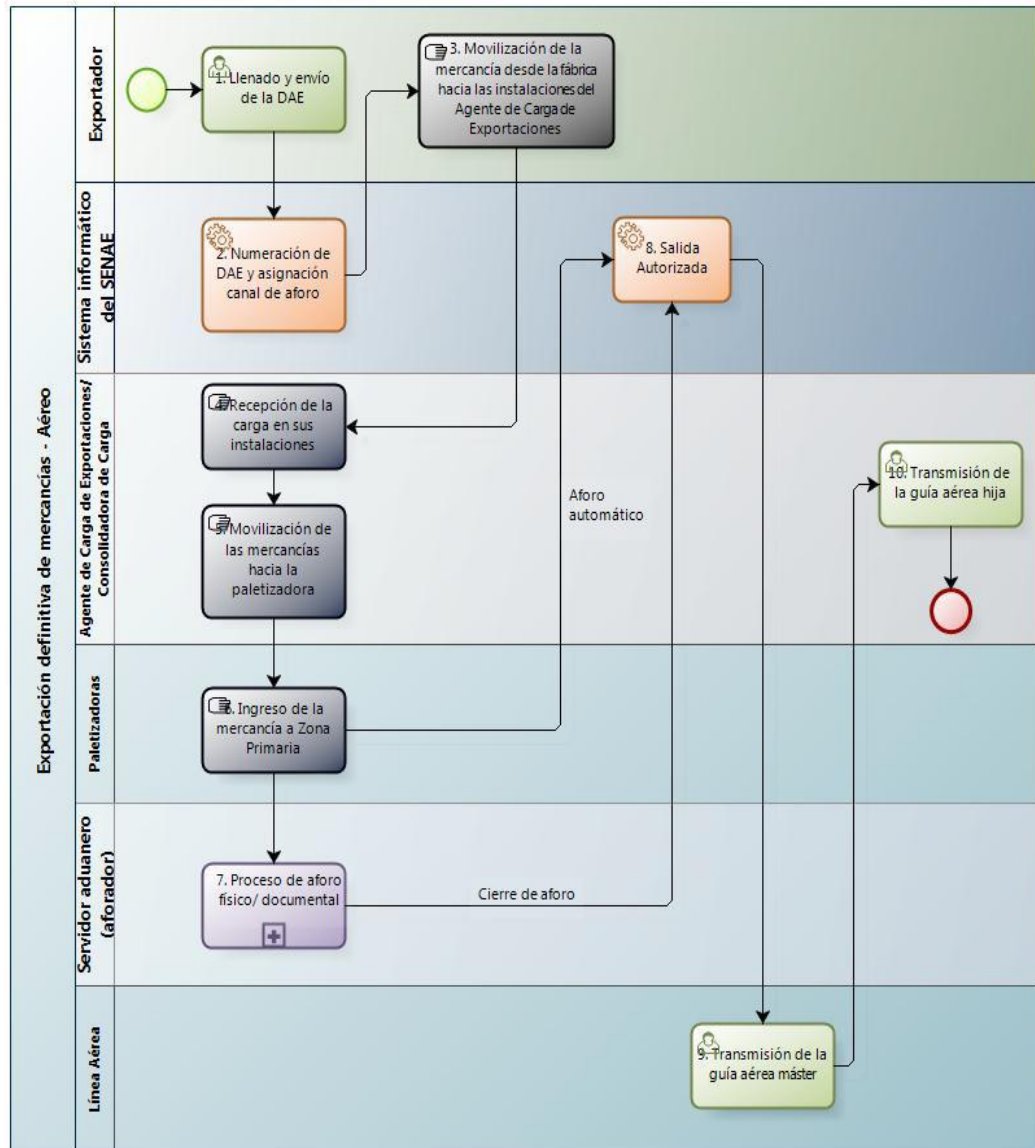 Exportación definitiva de mercancías - Aéreo
Exportador
1. Llenado y envío
de la DAE
3. Movilización de la
mercancía desde la fábrica
hacia las instalaciones del
Agente de Carga de
Exportaciones
Sistema informático
del SENAE
2. Numeración de
DAE y asignación
canal de aforo
8. Salida
Autorizada
Agente de Carga de Exportaciones/
Consolidadora de Carga
4. Recepción de la
carga en sus
instalaciones
5. Movilización de
las mercancías
hacia la
paletizadora
Aforo
automático
10. Transmisión de
la guía aérea hija
Paletizadoras
6. Ingreso de la
mercancía a Zona
Primaria
Servidor aduanero
(aforador)
7. Proceso de aforo
físico/ documental
Cierre de aforo
Línea Aérea
9. Transmisión de la
guía aérea máster